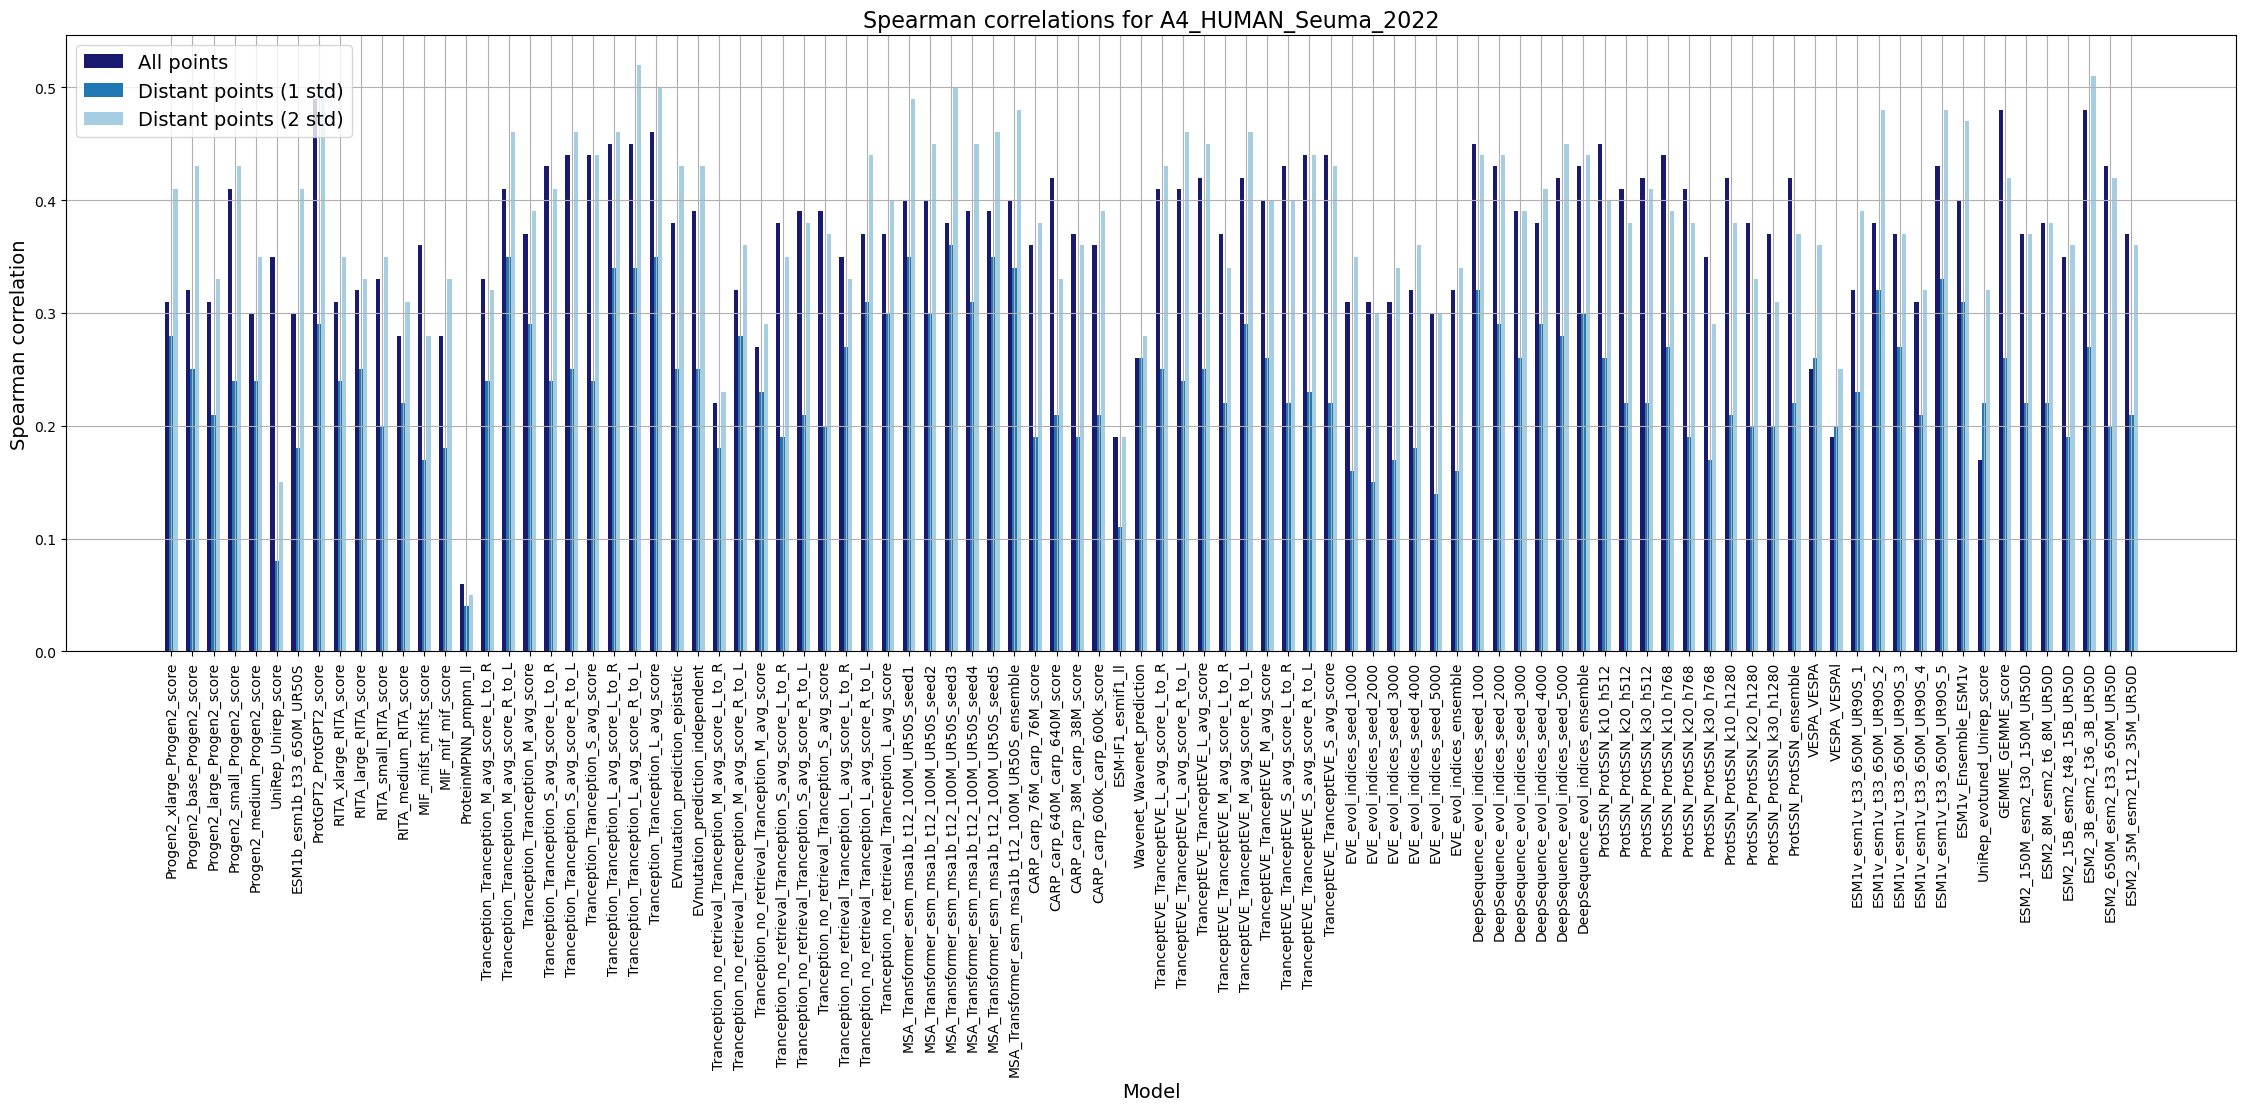 Spearman correlations for A4_HUMAN_Seuma_2022
All points
Distant points (1 std)
Distant points (2 std)
Spearman correlation
0.5
0.4
0.3
0.2
0.1
0.0
Progen2_xlarge_Progen2_score
Progen2_base_Progen2_score
Progen2_large_Progen2_score
Progen2_small_Progen2_score
Progen2_medium_Progen2_score
UniRep_Unirep_score
ESM1b_esm1b_t33_650M_UR50S
ProtGPT2_ProtGPT2_score
RITA_xlarge_RITA_score
RITA_large_RITA_score
RITA_small_RITA_score
RITA_medium_RITA_score
MIF_mifst_mifst_score
MIF_mif_mif_score
ProteinMPNN_pmpnn_ll
Tranception_Tranception_M_avg_score_L_to_R
Tranception_Tranception_M_avg_score_R_to_L
Tranception_Tranception_M_avg_score
Tranception_Tranception_S_avg_score_L_to_R
Tranception_Tranception_S_avg_score_R_to_L
Tranception_Tranception_S_avg_score
Tranception_Tranception_L_avg_score_L_to_R
Tranception_Tranception_L_avg_score_R_to_L
Tranception_Tranception_L_avg_score
EVmutation_prediction_epistatic
EVmutation_prediction_independent
Tranception_no_retrieval_Tranception_M_avg_score_L_to_R
Tranception_no_retrieval_Tranception_M_avg_score_R_to_L
Tranception_no_retrieval_Tranception_M_avg_score
Tranception_no_retrieval_Tranception_S_avg_score_L_to_R
Tranception_no_retrieval_Tranception_S_avg_score_R_to_L
Tranception_no_retrieval_Tranception_S_avg_score
Tranception_no_retrieval_Tranception_L_avg_score_L_to_R
Tranception_no_retrieval_Tranception_L_avg_score_R_to_L
Tranception_no_retrieval_Tranception_L_avg_score
MSA_Transformer_esm_msa1b_t12_100M_UR50S_seed1
MSA_Transformer_esm_msa1b_t12_100M_UR50S_seed2
MSA_Transformer_esm_msa1b_t12_100M_UR50S_seed3
MSA_Transformer_esm_msa1b_t12_100M_UR50S_seed4
MSA_Transformer_esm_msa1b_t12_100M_UR50S_seed5
MSA_Transformer_esm_msa1b_t12_100M_UR50S_ensemble
CARP_carp_76M_carp_76M_score
CARP_carp_640M_carp_640M_score
CARP_carp_38M_carp_38M_score
CARP_carp_600k_carp_600k_score
ESM-IF1_esmif1_ll
Wavenet_Wavenet_prediction
TranceptEVE_TranceptEVE_L_avg_score_L_to_R
TranceptEVE_TranceptEVE_L_avg_score_R_to_L
TranceptEVE_TranceptEVE_L_avg_score
TranceptEVE_TranceptEVE_M_avg_score_L_to_R
TranceptEVE_TranceptEVE_M_avg_score_R_to_L
TranceptEVE_TranceptEVE_M_avg_score
TranceptEVE_TranceptEVE_S_avg_score_L_to_R
TranceptEVE_TranceptEVE_S_avg_score_R_to_L
TranceptEVE_TranceptEVE_S_avg_score
EVE_evol_indices_seed_1000
EVE_evol_indices_seed_2000
EVE_evol_indices_seed_3000
EVE_evol_indices_seed_4000
EVE_evol_indices_seed_5000
EVE_evol_indices_ensemble
DeepSequence_evol_indices_seed_1000
DeepSequence_evol_indices_seed_2000
DeepSequence_evol_indices_seed_3000
DeepSequence_evol_indices_seed_4000
DeepSequence_evol_indices_seed_5000
DeepSequence_evol_indices_ensemble
ProtSSN_ProtSSN_k10_h512
ProtSSN_ProtSSN_k20_h512
ProtSSN_ProtSSN_k30_h512
ProtSSN_ProtSSN_k10_h768
ProtSSN_ProtSSN_k20_h768
ProtSSN_ProtSSN_k30_h768
ProtSSN_ProtSSN_k10_h1280
ProtSSN_ProtSSN_k20_h1280
ProtSSN_ProtSSN_k30_h1280
ProtSSN_ProtSSN_ensemble
VESPA_VESPA
VESPA_VESPAl
ESM1v_esm1v_t33_650M_UR90S_1
ESM1v_esm1v_t33_650M_UR90S_2
ESM1v_esm1v_t33_650M_UR90S_3
ESM1v_esm1v_t33_650M_UR90S_4
ESM1v_esm1v_t33_650M_UR90S_5
ESM1v_Ensemble_ESM1v
UniRep_evotuned_Unirep_score
GEMME_GEMME_score
ESM2_150M_esm2_t30_150M_UR50D
ESM2_8M_esm2_t6_8M_UR50D
ESM2_15B_esm2_t48_15B_UR50D
ESM2_3B_esm2_t36_3B_UR50D
ESM2_650M_esm2_t33_650M_UR50D
ESM2_35M_esm2_t12_35M_UR50D
Model